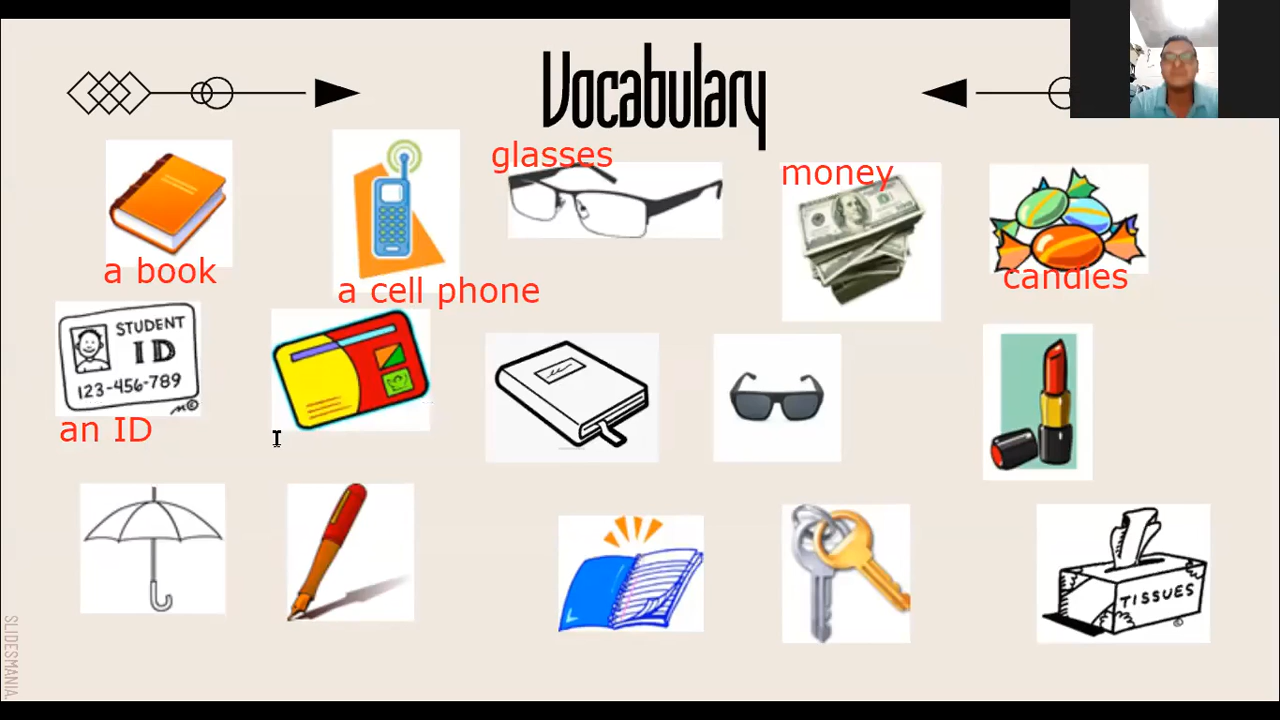 Vocabulary
glasses
money
a book
a cell phone
candies
STUDENT
ID
123-456-789
an ID
TISSUES
SLIDESMANIA.